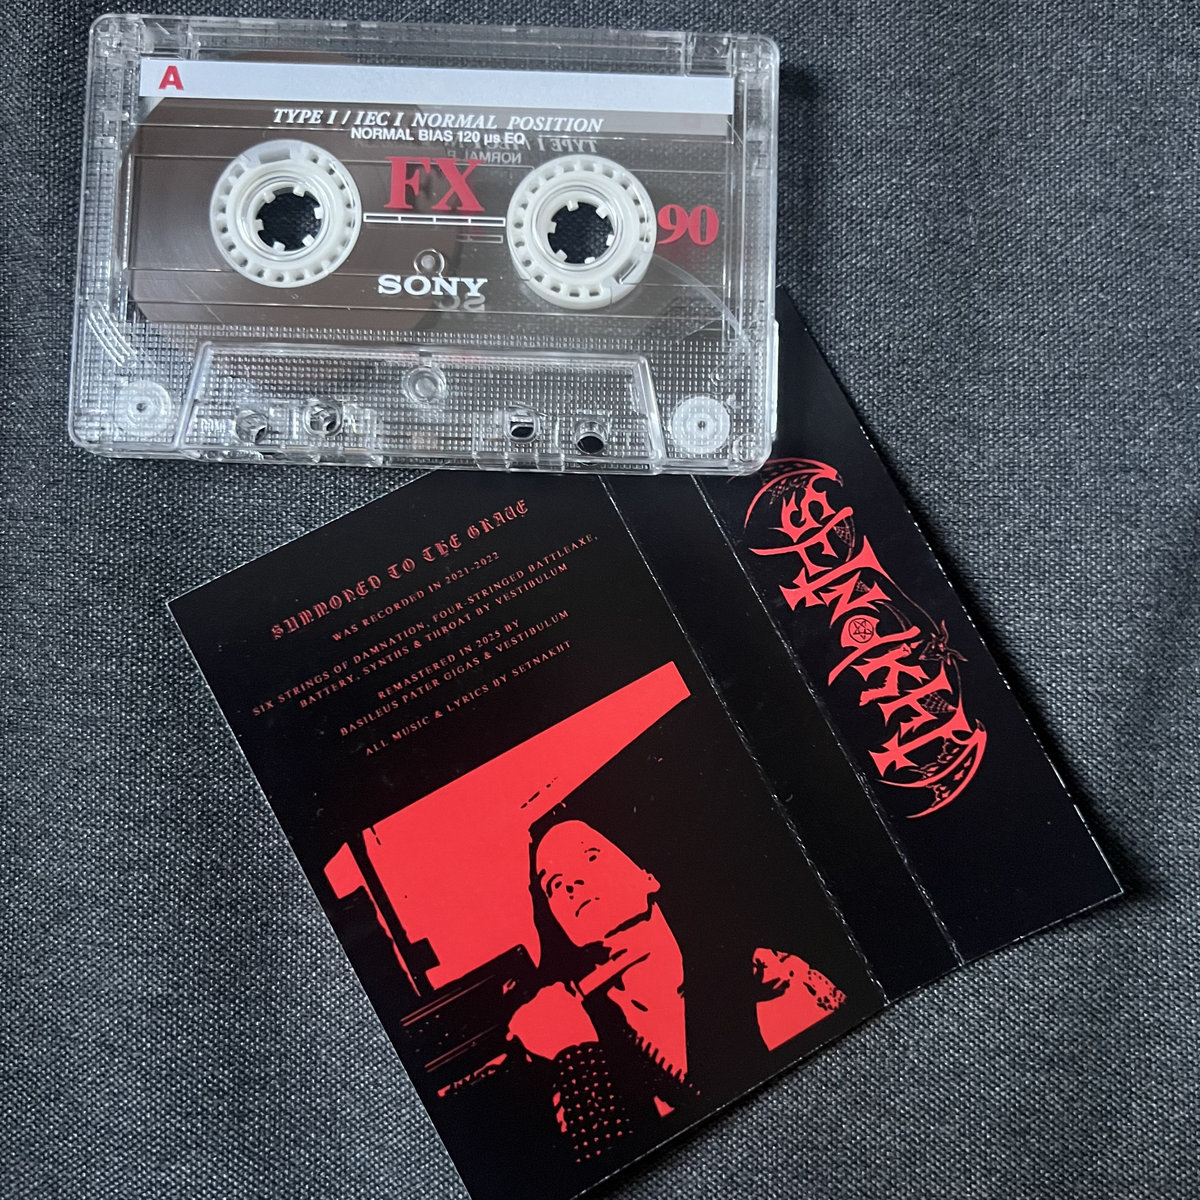 A
TYPE I / IEC I NORMAL POSITION
NORMAL BIAS 120 µs EQ
FX
90
SONY
SETNAKHT
SUMMONED TO THE GRAVE
WAS RECORDED IN 2021-2022
SIX STRINGS OF DAMNATION, FOUR-STRINGED BATTLEAXE,
BATTERY, SYNTHS & THROAT BY VESTIBULUM
REMASTERED IN 2025 BY
BASILEUS PATER GIGAS & VESTIBULUM
ALL MUSIC & LYRICS BY SETNAKHT